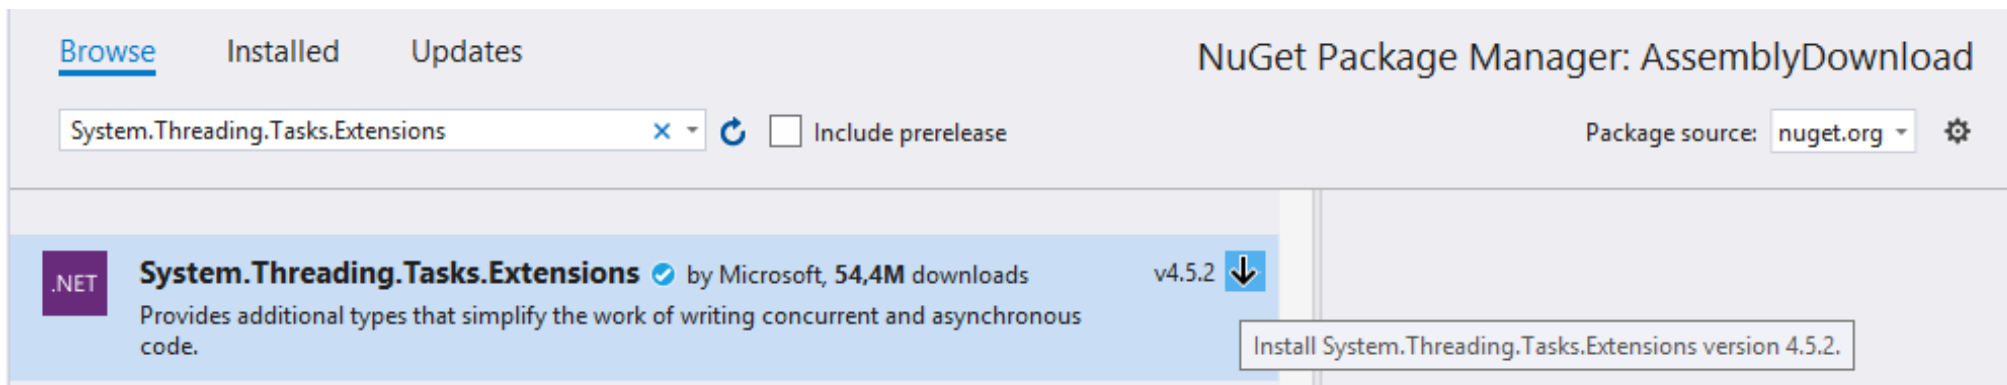 Browse Installed Updates NuGet Package Manager: AssemblyDownload
System.Threading.Tasks.Extensions Include prerelease Package source: nuget.org
.NET System.Threading.Tasks.Extensions by Microsoft, 54,4M downloads v4.5.2
Provides additional types that simplify the work of writing concurrent and asynchronous
code.
Install System.Threading.Tasks.Extensions version 4.5.2.